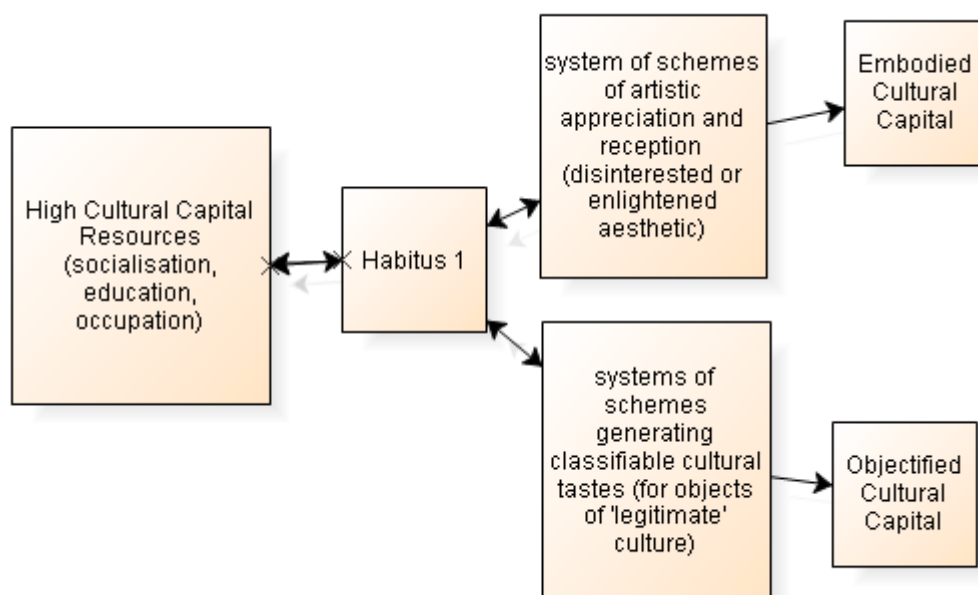 High Cultural Capital
Resources
(socialisation,
education,
occupation)
Habitus 1
system of schemes
of artistic
appreciation and
reception
(disinterested or
enlightened
aesthetic)
Embodied
Cultural
Capital
systems of
schemes
generating
classifiable cultural
tastes (for objects
of 'legitimate'
culture)
Objectified
Cultural
Capital